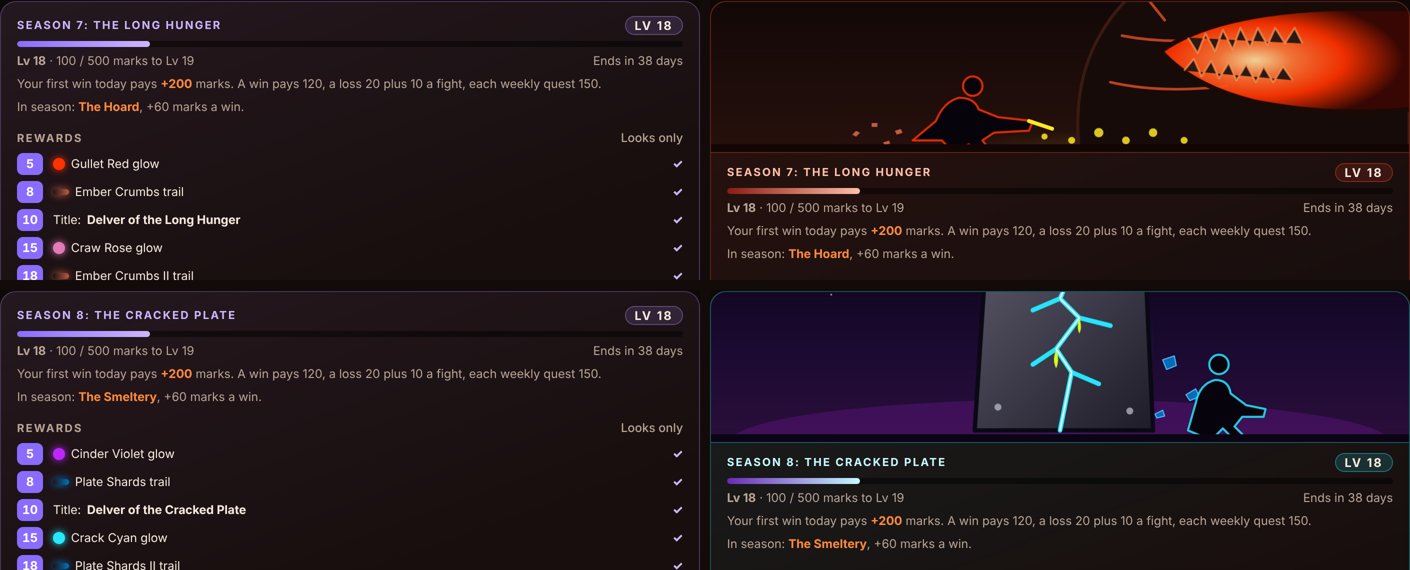 SEASON 7: THE LONG HUNGER
LV 18
Lv 18 · 100 / 500 marks to Lv 19
Ends in 38 days
Your first win today pays +200 marks. A win pays 120, a loss 20 plus 10 a fight, each weekly quest 150.
In season: The Hoard, +60 marks a win.
REWARDS
Looks only
5 Gullet Red glow
8 Ember Crumbs trail
10 Title: Delver of the Long Hunger
15 Craw Rose glow
18 Ember Crumbs II trail
SEASON 7: THE LONG HUNGER
LV 18
Lv 18 · 100 / 500 marks to Lv 19
Ends in 38 days
Your first win today pays +200 marks. A win pays 120, a loss 20 plus 10 a fight, each weekly quest 150.
In season: The Hoard, +60 marks a win.
SEASON 8: THE CRACKED PLATE
LV 18
Lv 18 · 100 / 500 marks to Lv 19
Ends in 38 days
Your first win today pays +200 marks. A win pays 120, a loss 20 plus 10 a fight, each weekly quest 150.
In season: The Smeltery, +60 marks a win.
REWARDS
Looks only
5 Cinder Violet glow
8 Plate Shards trail
10 Title: Delver of the Cracked Plate
15 Crack Cyan glow
18 Plate Shards II trail
SEASON 8: THE CRACKED PLATE
LV 18
Lv 18 · 100 / 500 marks to Lv 19
Ends in 38 days
Your first win today pays +200 marks. A win pays 120, a loss 20 plus 10 a fight, each weekly quest 150.
In season: The Smeltery, +60 marks a win.